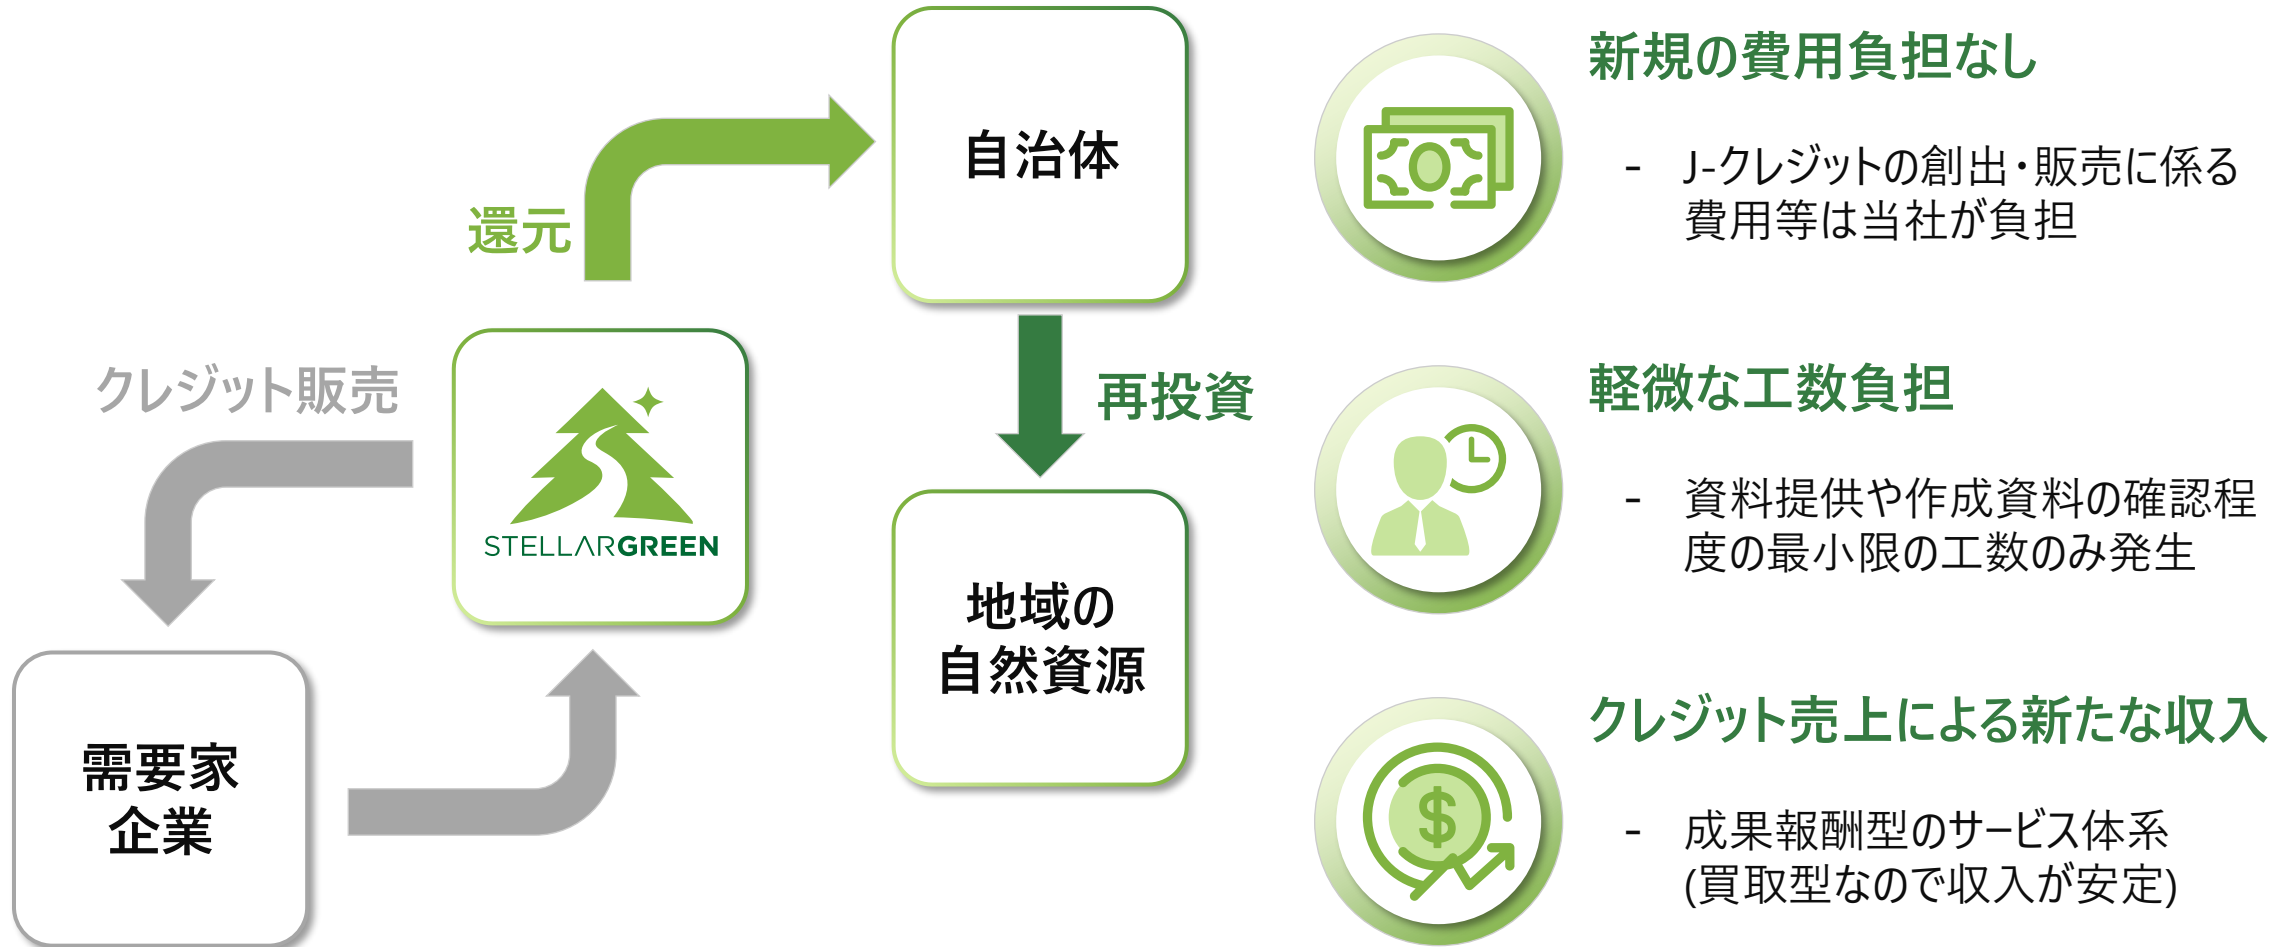 自治体
還元
クレジット販売
STELLARGREEN
再投資
地域の
自然資源
需要家
企業
新規の費用負担なし
- J-クレジットの創出・販売に係る
費用等は当社が負担
軽微な工数負担
- 資料提供や作成資料の確認程
度の最小限の工数のみ発生
クレジット売上による新たな収入
- 成果報酬型のサービス体系
(買取型なので収入が安定)
$